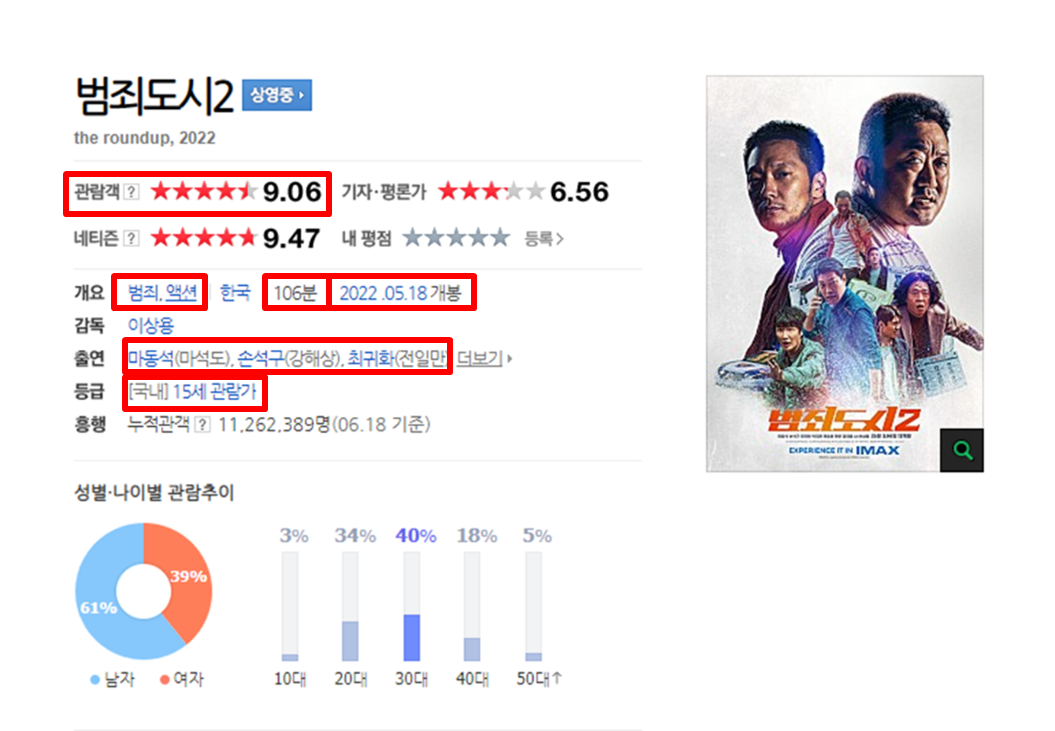 범죄도시2 상영중
the roundup, 2022
관람객 ? 9.06 기자·평론가 6.56
네티즌 ? 9.47 내 평점 등록
개요 범죄, 액션 한국 106분 2022 .05.18 개봉
감독 이상용
출연 마동석(마석도), 손석구(강해상), 최귀화(전일만) 더보기
등급 [국내] 15세 관람가
흥행 누적관객 ? 11,262,389명(06.18 기준)
성별·나이별 관람추이
39%
61%
남자 여자
3% 34% 40% 18% 5%
10대 20대 30대 40대 50대↑
범죄도시2
EXPERIENCE IT IN IMAX